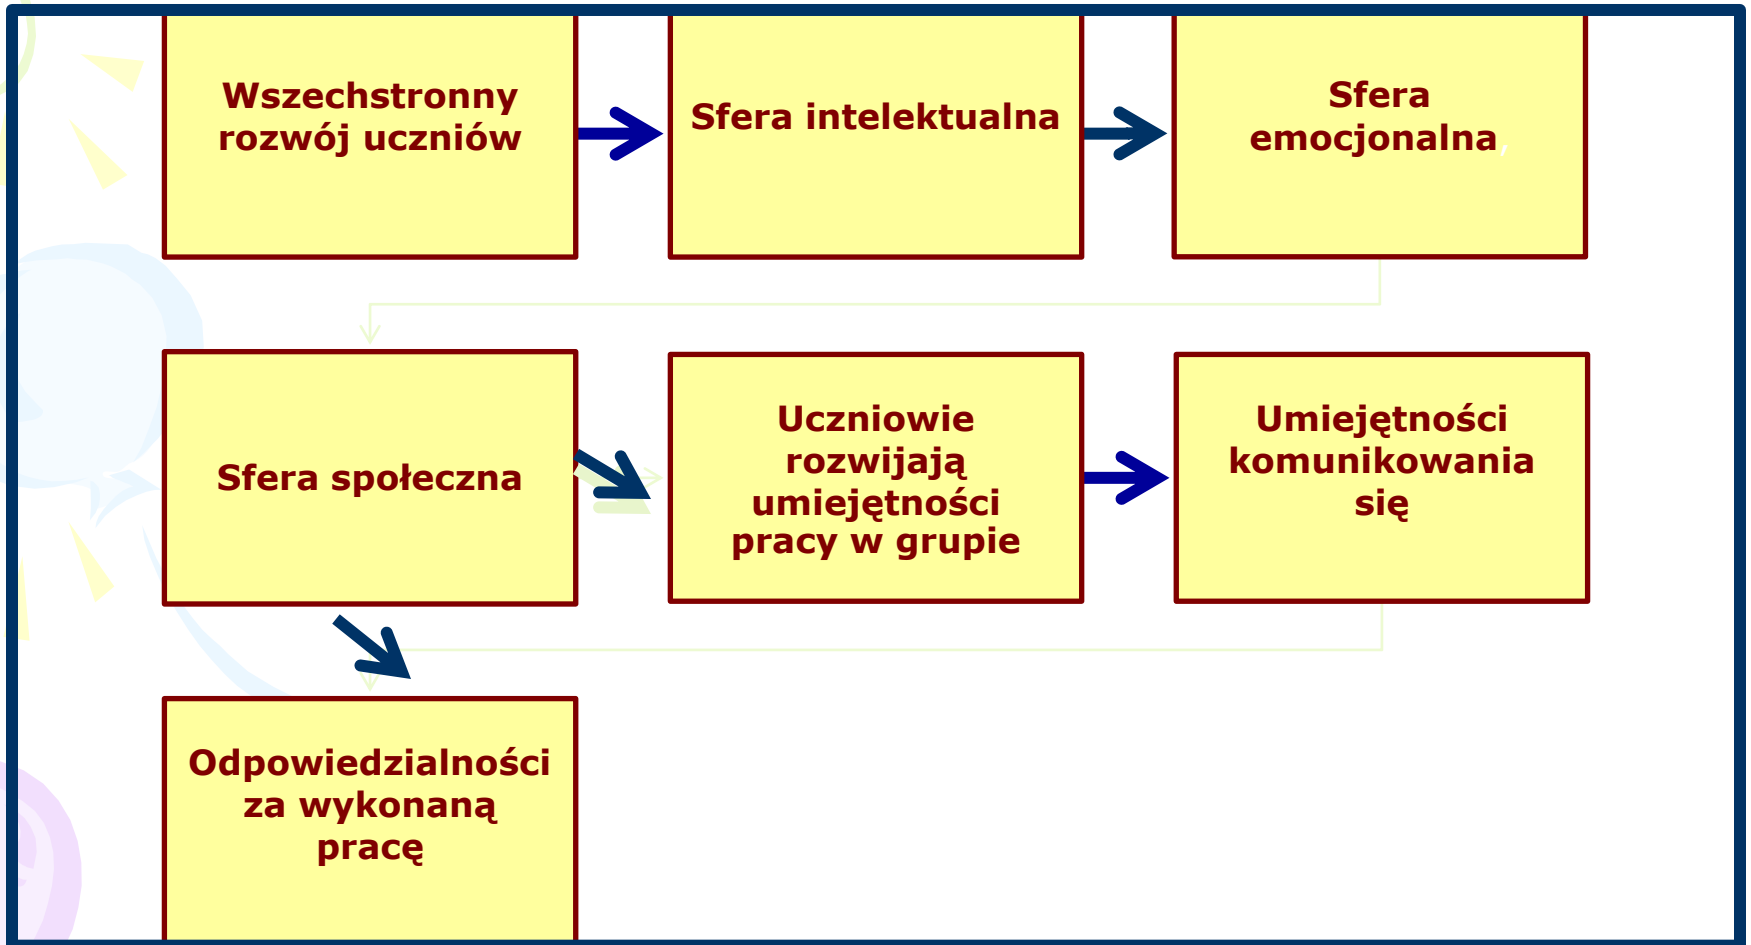 Wszechstronny
rozwój uczniów
Sfera intelektualna
Sfera
emocjonalna,
Sfera społeczna
Uczniowie
rozwijają
umiejętności
pracy w grupie
Umiejętności
komunikowania
się
Odpowiedzialności
za wykonaną
pracę